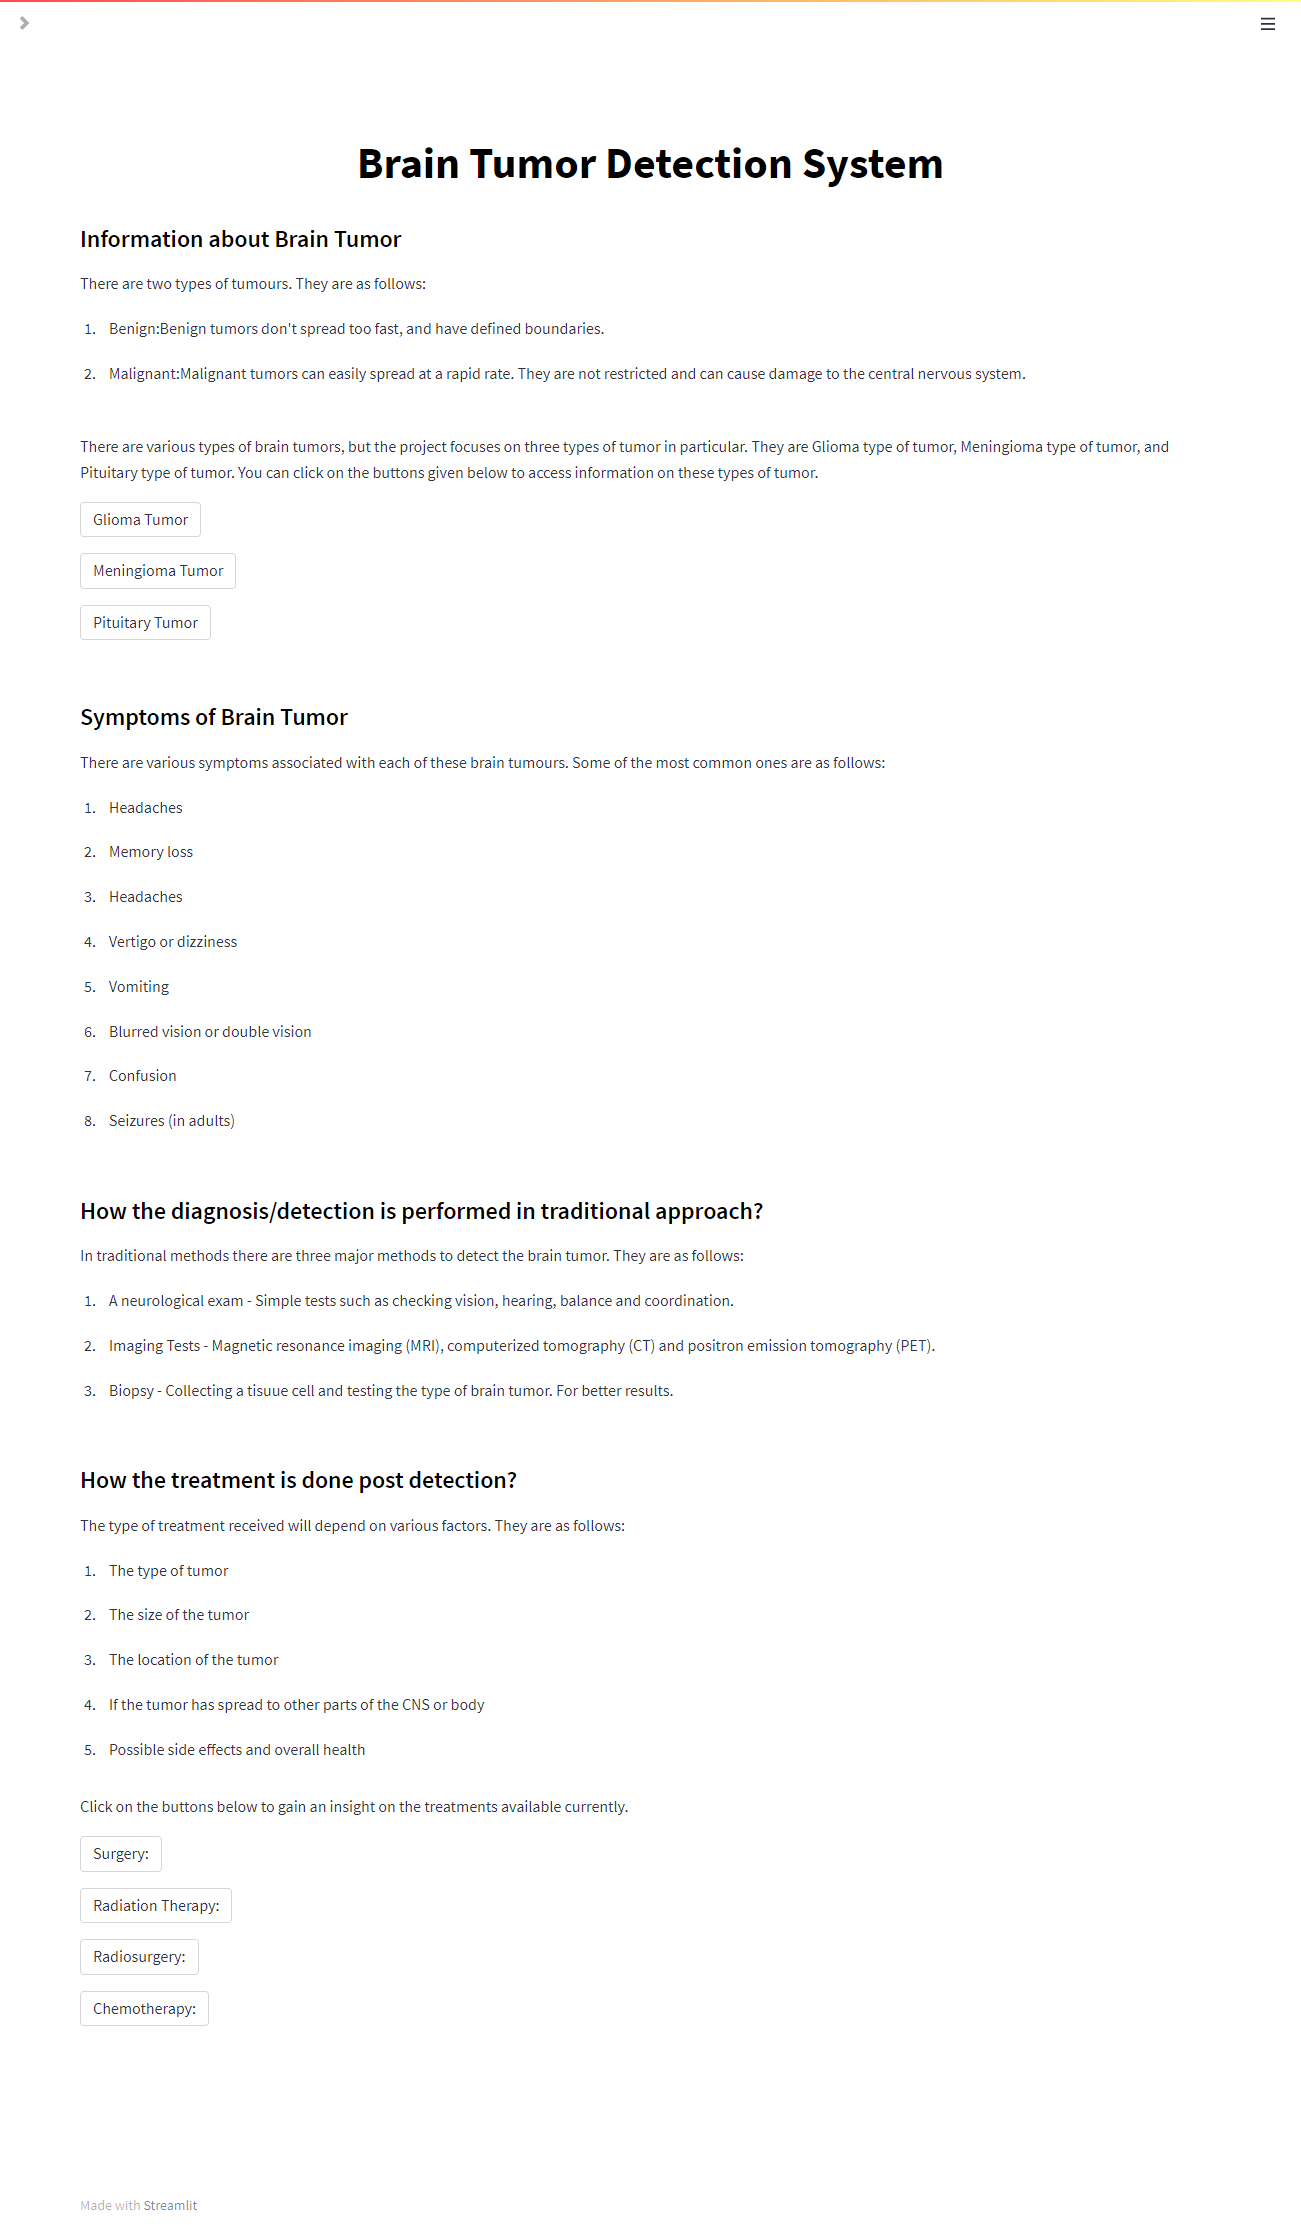 Brain Tumor Detection System
Information about Brain Tumor
There are two types of tumours. They are as follows:
1. Benign:Benign tumors don't spread too fast, and have defined boundaries.
2. Malignant:Malignant tumors can easily spread at a rapid rate. They are not restricted and can cause damage to the central nervous system.
There are various types of brain tumors, but the project focuses on three types of tumor in particular. They are Glioma type of tumor, Meningioma type of tumor, and
Pituitary type of tumor. You can click on the buttons given below to access information on these types of tumor.
Glioma Tumor
Meningioma Tumor
Pituitary Tumor
Symptoms of Brain Tumor
There are various symptoms associated with each of these brain tumours. Some of the most common ones are as follows:
1. Headaches
2. Memory loss
3. Headaches
4. Vertigo or dizziness
5. Vomiting
6. Blurred vision or double vision
7. Confusion
8. Seizures (in adults)
How the diagnosis/detection is performed in traditional approach?
In traditional methods there are three major methods to detect the brain tumor. They are as follows:
1. A neurological exam - Simple tests such as checking vision, hearing, balance and coordination.
2. Imaging Tests - Magnetic resonance imaging (MRI), computerized tomography (CT) and positron emission tomography (PET).
3. Biopsy - Collecting a tisuue cell and testing the type of brain tumor. For better results.
How the treatment is done post detection?
The type of treatment received will depend on various factors. They are as follows:
1. The type of tumor
2. The size of the tumor
3. The location of the tumor
4. If the tumor has spread to other parts of the CNS or body
5. Possible side effects and overall health
Click on the buttons below to gain an insight on the treatments available currently.
Surgery:
Radiation Therapy:
Radiosurgery:
Chemotherapy:
Made with Streamlit